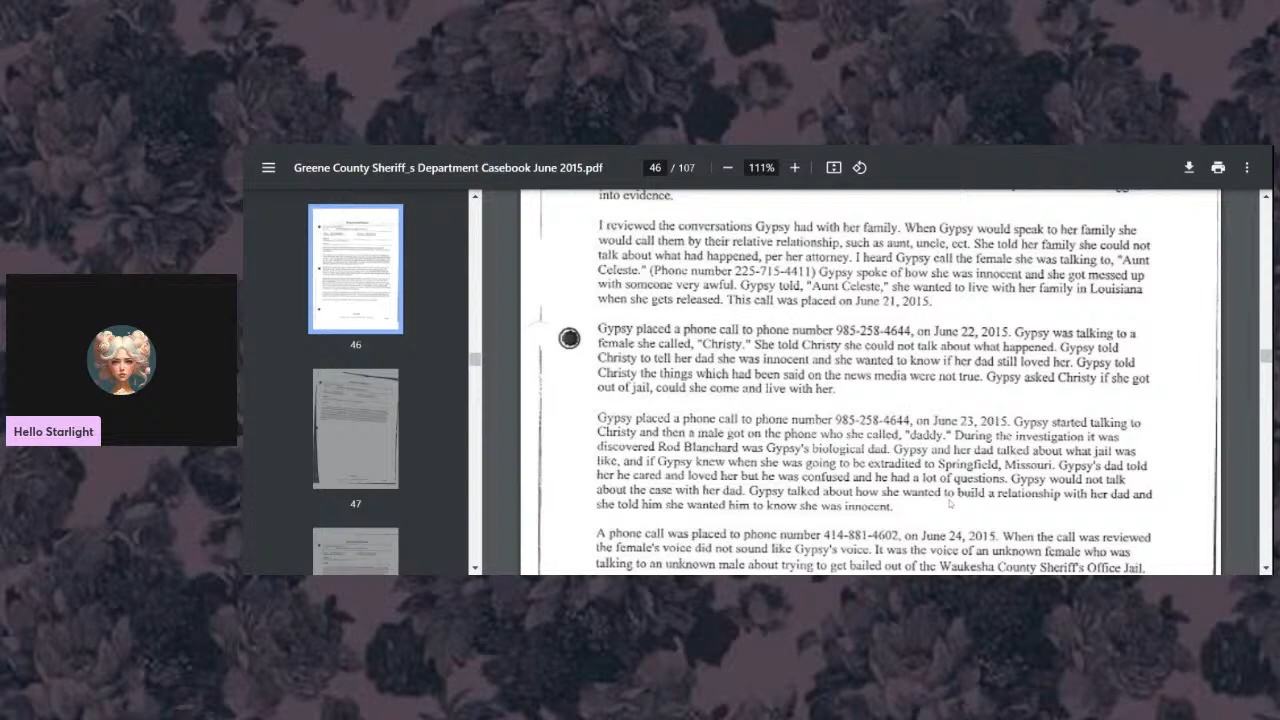 Greene County Sheriff_s Department Casebook June 2015.pdf
46 / 107
111%
into evidence.
I reviewed the conversations Gypsy had with her family. When Gypsy would speak to her family she
would call them by their relative relationship, such as aunt, uncle, ect. She told her family she could not
talk about what had happened, per her attorney. I heard Gypsy call the female she was talking to, "Aunt
Celeste." (Phone number 225-715-4411) Gypsy spoke of how she was innocent and she got messed up
with someone very awful. Gypsy told, "Aunt Celeste," she wanted to live with her family in Louisiana
when she gets released. This call was placed on June 21, 2015.
Gypsy placed a phone call to phone number 985-258-4644, on June 22, 2015. Gypsy was talking to a
female she called, "Christy." She told Christy she could not talk about what happened. Gypsy told
Christy to tell her dad she was innocent and she wanted to know if her dad still loved her. Gypsy told
Christy the things which had been said on the news media were not true. Gypsy asked Christy if she got
out of jail, could she come and live with her.
Gypsy placed a phone call to phone number 985-258-4644, on June 23, 2015. Gypsy started talking to
Christy and then a male got on the phone who she called, "daddy." During the investigation it was
discovered Rod Blanchard was Gypsy's biological dad. Gypsy and her dad talked about what jail was
like, and if Gypsy knew when she was going to be extradited to Springfield, Missouri. Gypsy's dad told
her he cared and loved her but he was confused and he had a lot of questions. Gypsy would not talk
about the case with her dad. Gypsy talked about how she wanted to build a relationship with her dad and
she told him she wanted him to know she was innocent.
A phone call was placed to phone number 414-881-4602, on June 24, 2015. When the call was reviewed
the female's voice did not sound like Gypsy's voice. It was the voice of an unknown female who was
talking to an unknown male about trying to get bailed out of the Waukesha County Sheriff's Office Jail.
46
47
Hello Starlight